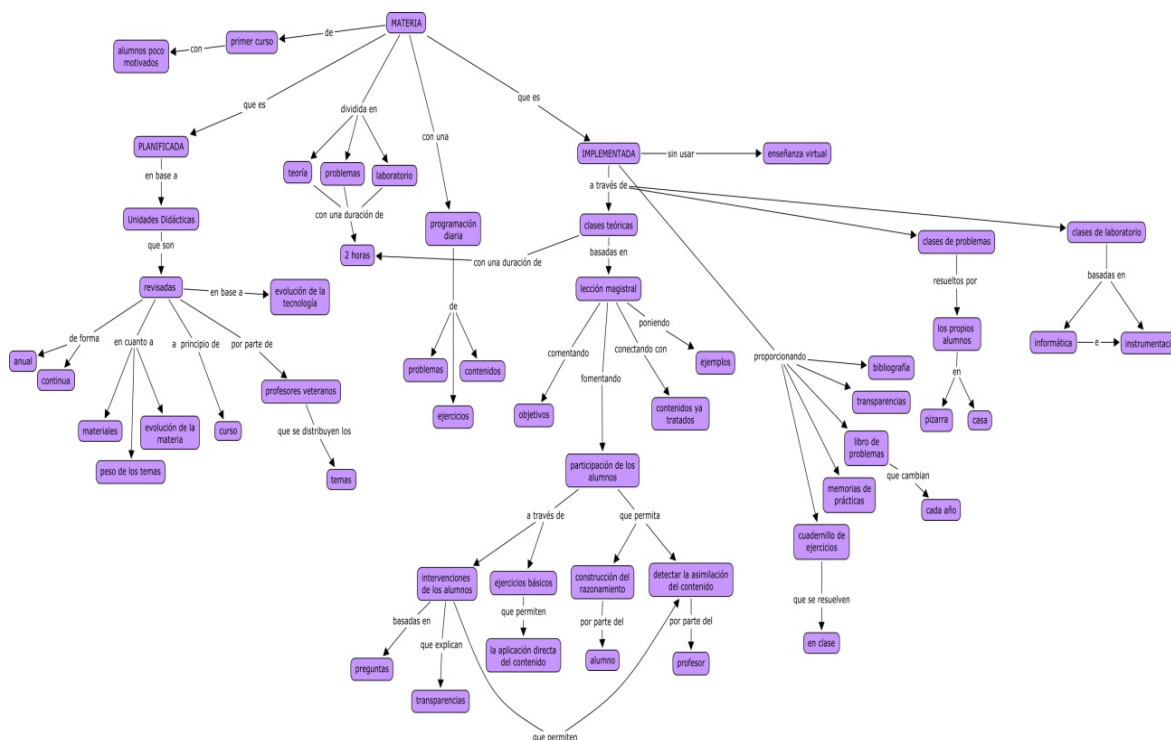 MATERIA
de
primer curso
con
alumnos poco
motivados
que es
dividida en
con una
que es
PLANIFICADA
en base a
Unidades Didácticas
que son
revisadas
en base a
evolución de la
tecnología
de forma
anual
continua
en cuanto a
materiales
peso de los temas
evolución de la
materia
a principio de
curso
por parte de
profesores veteranos
que se distribuyen los
temas
teoría
problemas
laboratorio
con una duración de
2 horas
programación
diaria
de
problemas
contenidos
ejercicios
IMPLEMENTADA
sin usar
enseñanza virtual
a través de
clases teóricas
con una duración de
basadas en
lección magistral
comentando
objetivos
fomentando
conectando con
contenidos ya
tratados
poniendo
ejemplos
participación de los
alumnos
a través de
que permita
intervenciones
de los alumnos
basadas en
preguntas
que explican
transparencias
que permiten
ejercicios básicos
que permiten
la aplicación directa
del contenido
construcción del
razonamiento
por parte del
alumno
detectar la asimilación
del contenido
por parte del
profesor
proporcionando
bibliografía
transparencias
libro de
problemas
que cambian
cada año
memorias de
prácticas
cuadernillo de
ejercicios
que se resuelven
en clase
clases de problemas
resueltos por
los propios
alumnos
en
pizarra
casa
clases de laboratorio
basadas en
informática
e
instrumentaci